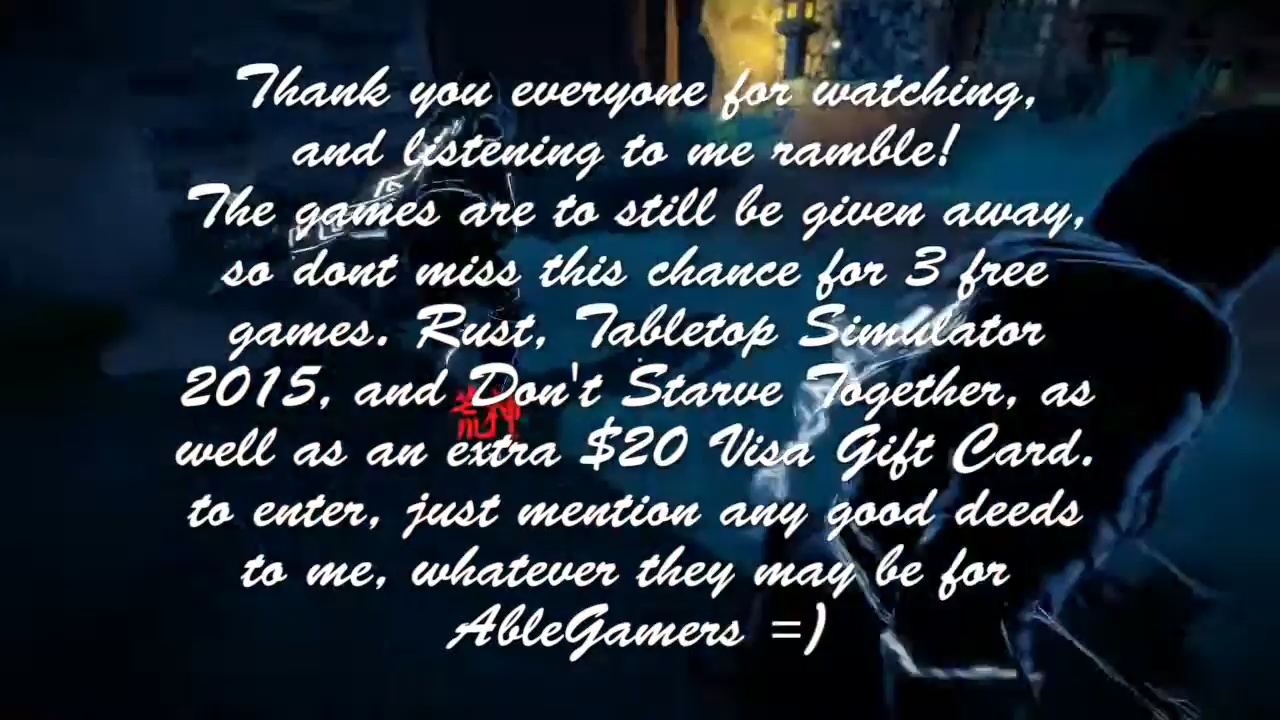 Thank you everyone for watching,
and listening to me ramble!
The games are to still be given away,
so dont miss this chance for 3 free
games. Rust, Tabletop Simulator
2015, and Don't Starve Together, as
荒神
well as an extra $20 Visa Gift Card.
to enter, just mention any good deeds
to me, whatever they may be for
AbleGamers =)